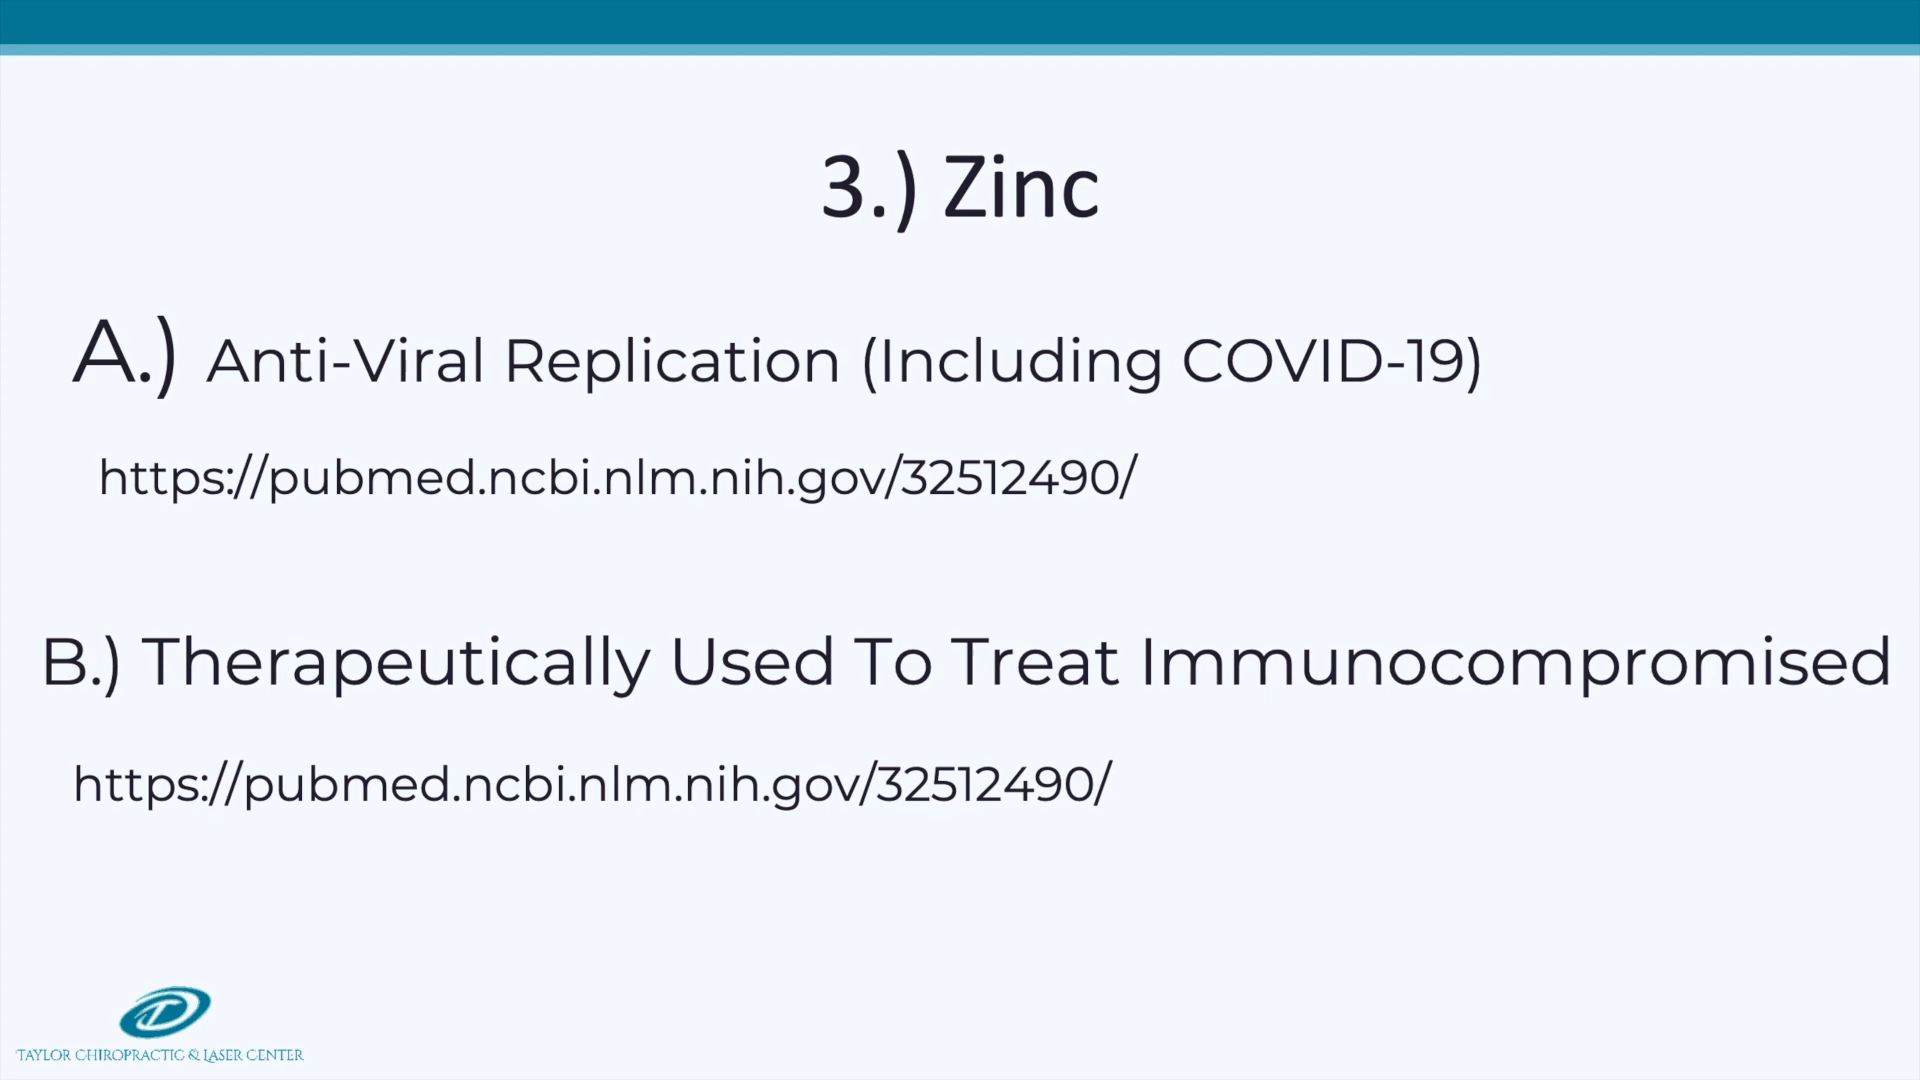 3.) Zinc
A.) Anti-Viral Replication (Including COVID-19)
https://pubmed.ncbi.nlm.nih.gov/32512490/
B.) Therapeutically Used To Treat Immunocompromised
https://pubmed.ncbi.nlm.nih.gov/32512490/
TAYLOR CHIROPRACTIC & LASER CENTER